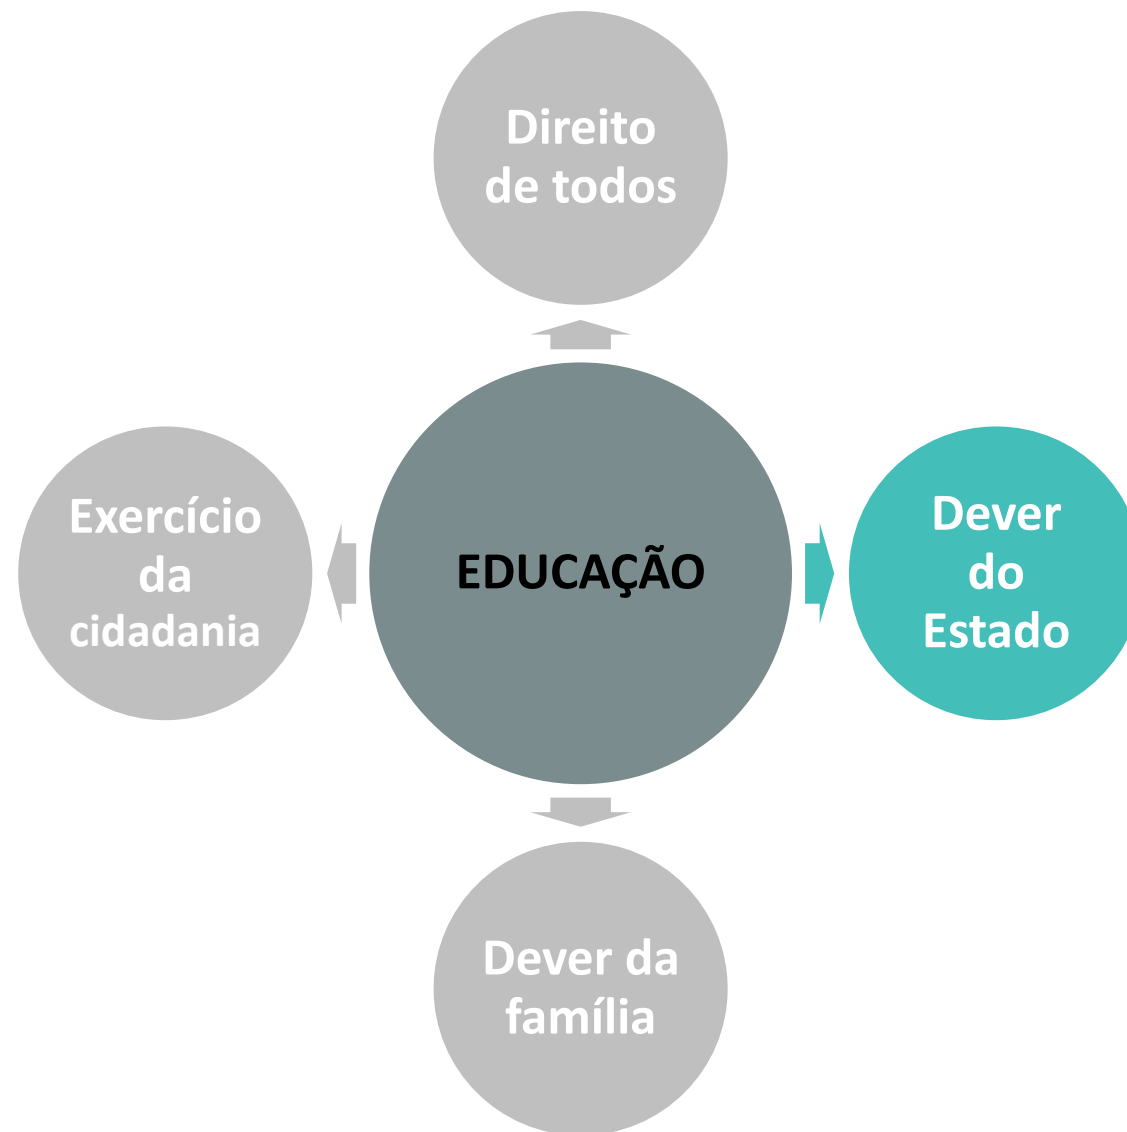 Direito
de todos
Exercício
da
cidadania
EDUCAÇÃO
Dever
do
Estado
Dever da
família